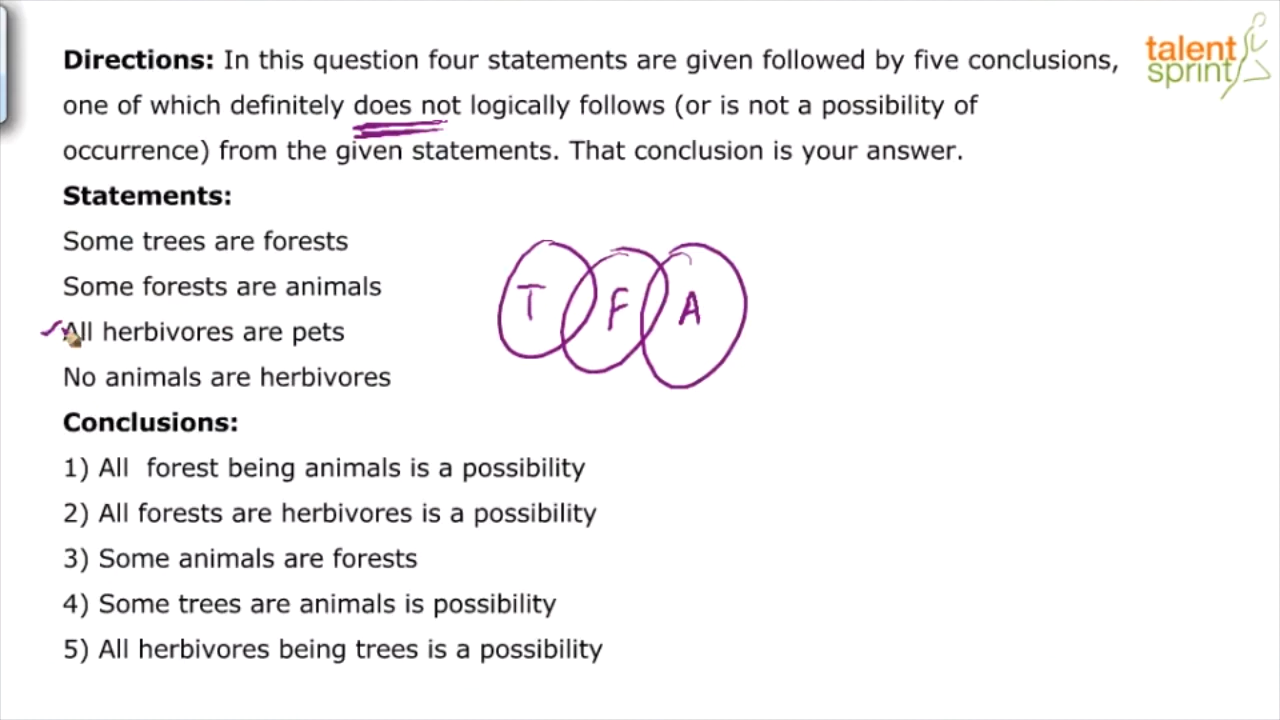 talent
sprint
Directions: In this question four statements are given followed by five conclusions,
one of which definitely does not logically follows (or is not a possibility of
occurrence) from the given statements. That conclusion is your answer.
Statements:
Some trees are forests
Some forests are animals
All herbivores are pets
No animals are herbivores
T F A
Conclusions:
1) All forest being animals is a possibility
2) All forests are herbivores is a possibility
3) Some animals are forests
4) Some trees are animals is possibility
5) All herbivores being trees is a possibility